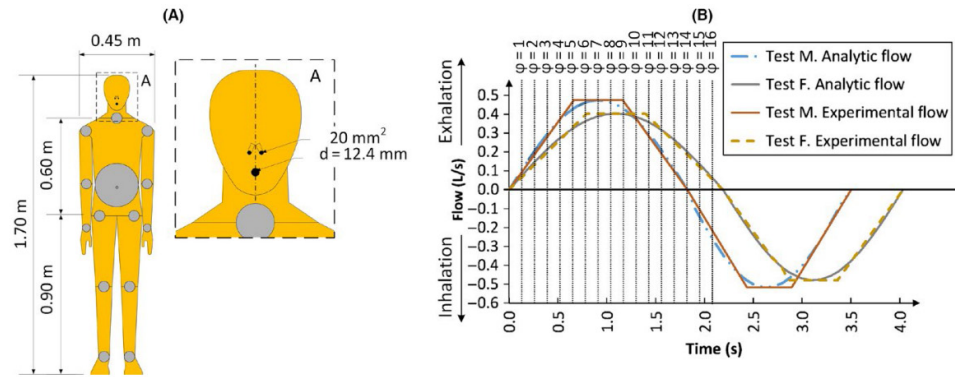 (A)
0.45 m
A
1.70 m
0.60 m
0.90 m
A
20 mm²
d = 12.4 mm
(B)
φ = 1
φ = 2
φ = 3
φ = 4
φ = 5
φ = 6
φ = 7
φ = 8
φ = 9
φ = 10
φ = 11
φ = 12
φ = 13
φ = 14
φ = 15
φ = 16
Test M. Analytic flow
Test F. Analytic flow
Test M. Experimental flow
Test F. Experimental flow
Exhalation
Flow (L/s)
Inhalation
0.5
0.4
0.3
0.2
0.1
0.0
−0.1
−0.2
−0.3
−0.4
−0.5
−0.6
0.0
0.5
1.0
1.5
2.0
2.5
3.0
3.5
4.0
Time (s)